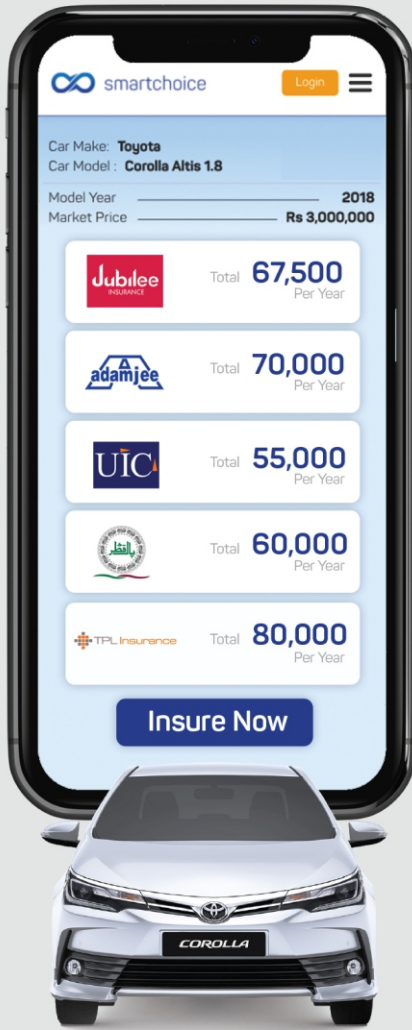 smartchoice
Login
Car Make: Toyota
Car Model : Corolla Altis 1.8
Model Year 2018
Market Price Rs 3,000,000
Jubilee
INSURANCE
Total 67,500
Per Year
adamjee
Total 70,000
Per Year
UIC
Total 55,000
Per Year
Total 60,000
Per Year
TPL Insurance
Total 80,000
Per Year
Insure Now
COROLLA